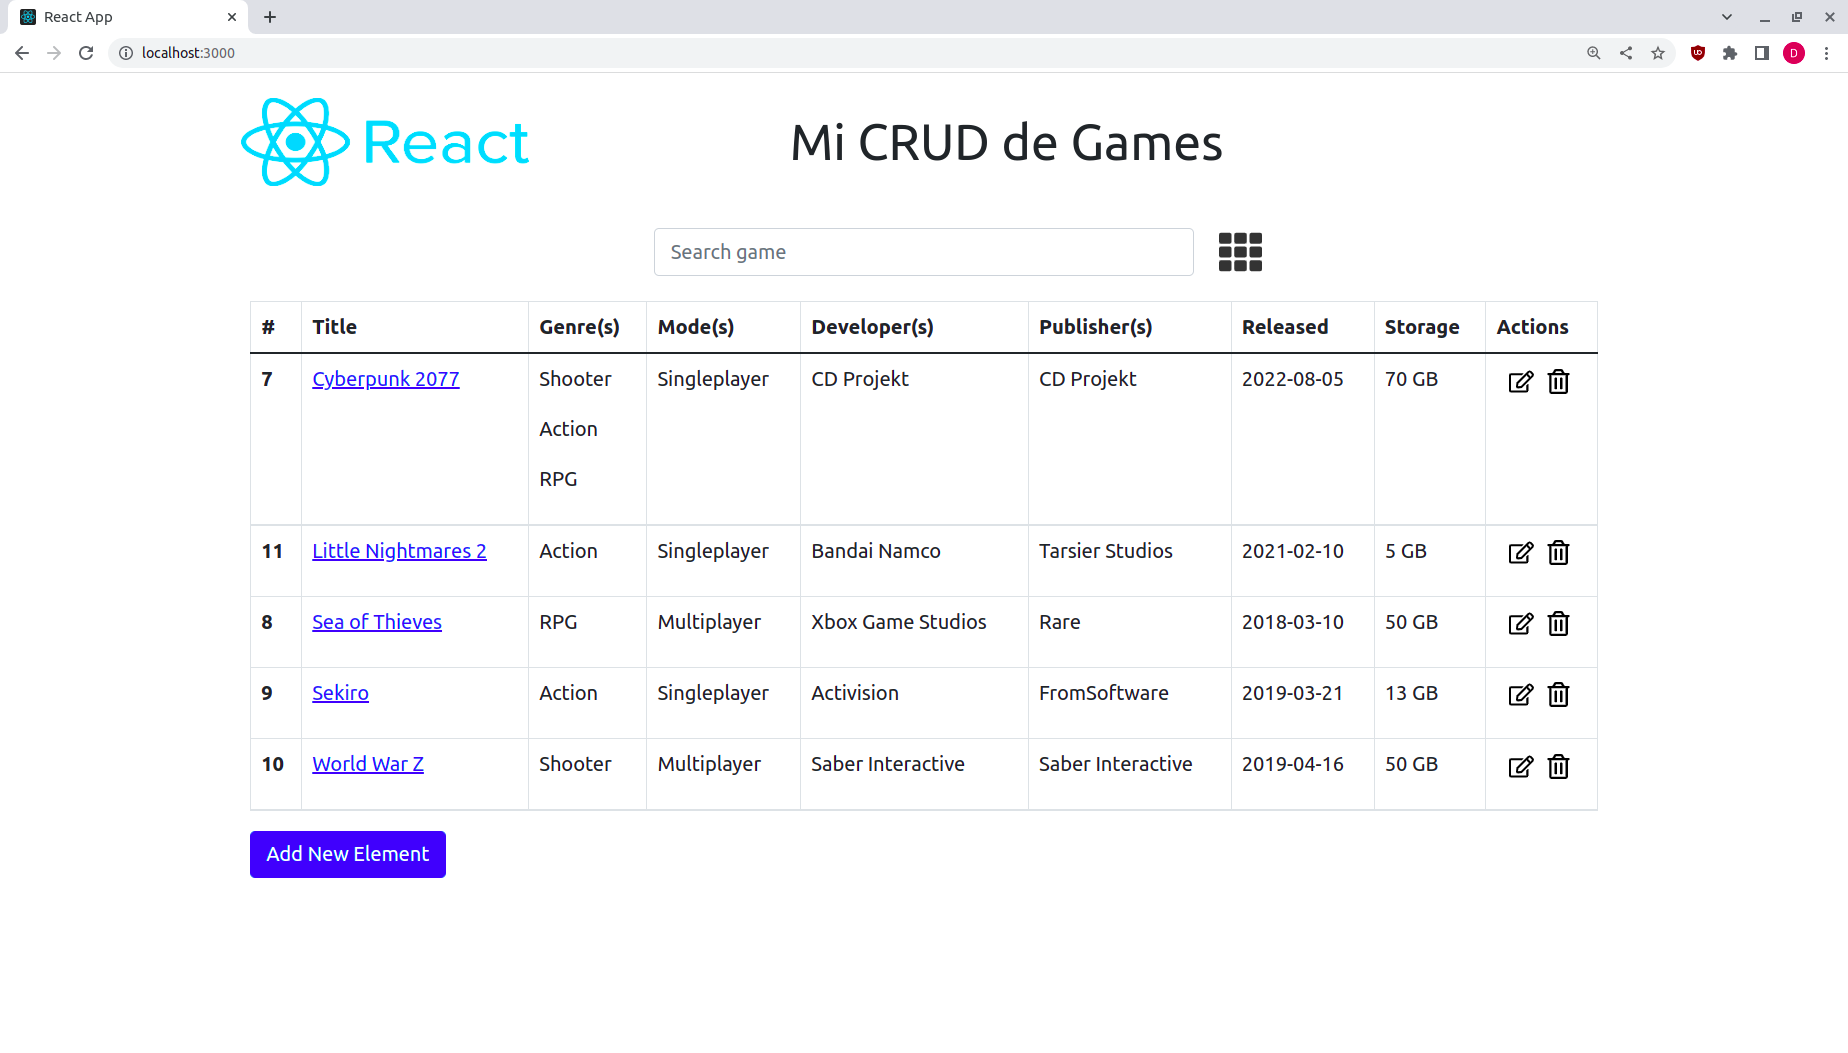 React App
localhost:3000
D
React
Mi CRUD de Games
Search game
# Title Genre(s) Mode(s) Developer(s) Publisher(s) Released Storage Actions
7 Cyberpunk 2077 Shooter Singleplayer CD Projekt CD Projekt 2022-08-05 70 GB
Action
RPG
11 Little Nightmares 2 Action Singleplayer Bandai Namco Tarsier Studios 2021-02-10 5 GB
8 Sea of Thieves RPG Multiplayer Xbox Game Studios Rare 2018-03-10 50 GB
9 Sekiro Action Singleplayer Activision FromSoftware 2019-03-21 13 GB
10 World War Z Shooter Multiplayer Saber Interactive Saber Interactive 2019-04-16 50 GB
Add New Element